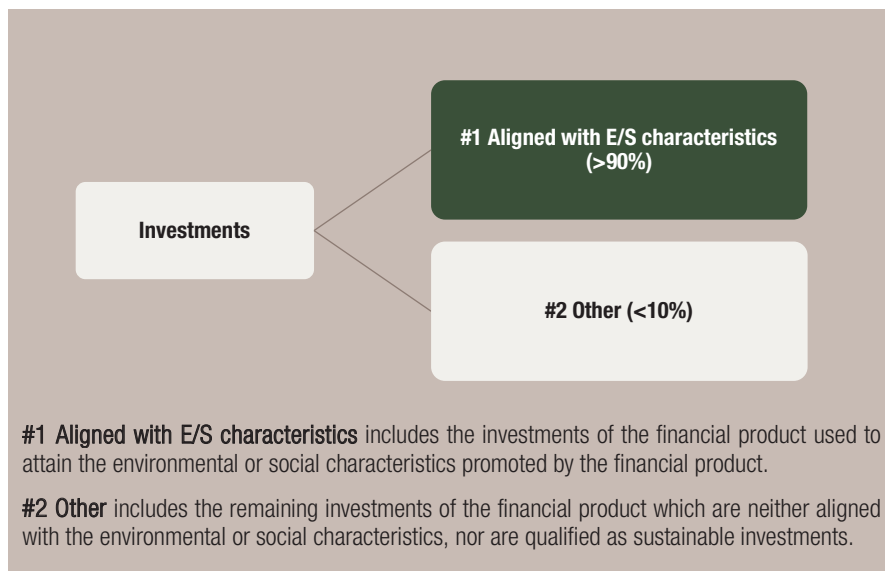 #1 Aligned with E/S characteristics
(>90%)
Investments
#2 Other (<10%)
#1 Aligned with E/S characteristics includes the investments of the financial product used to
attain the environmental or social characteristics promoted by the financial product.
#2 Other includes the remaining investments of the financial product which are neither aligned
with the environmental or social characteristics, nor are qualified as sustainable investments.